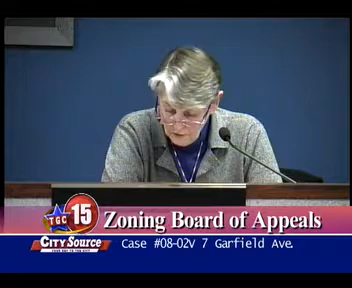 TGC
15
Zoning Board of Appeals
CITY SOURCE
Case #08-02V 7 Garfield Ave.